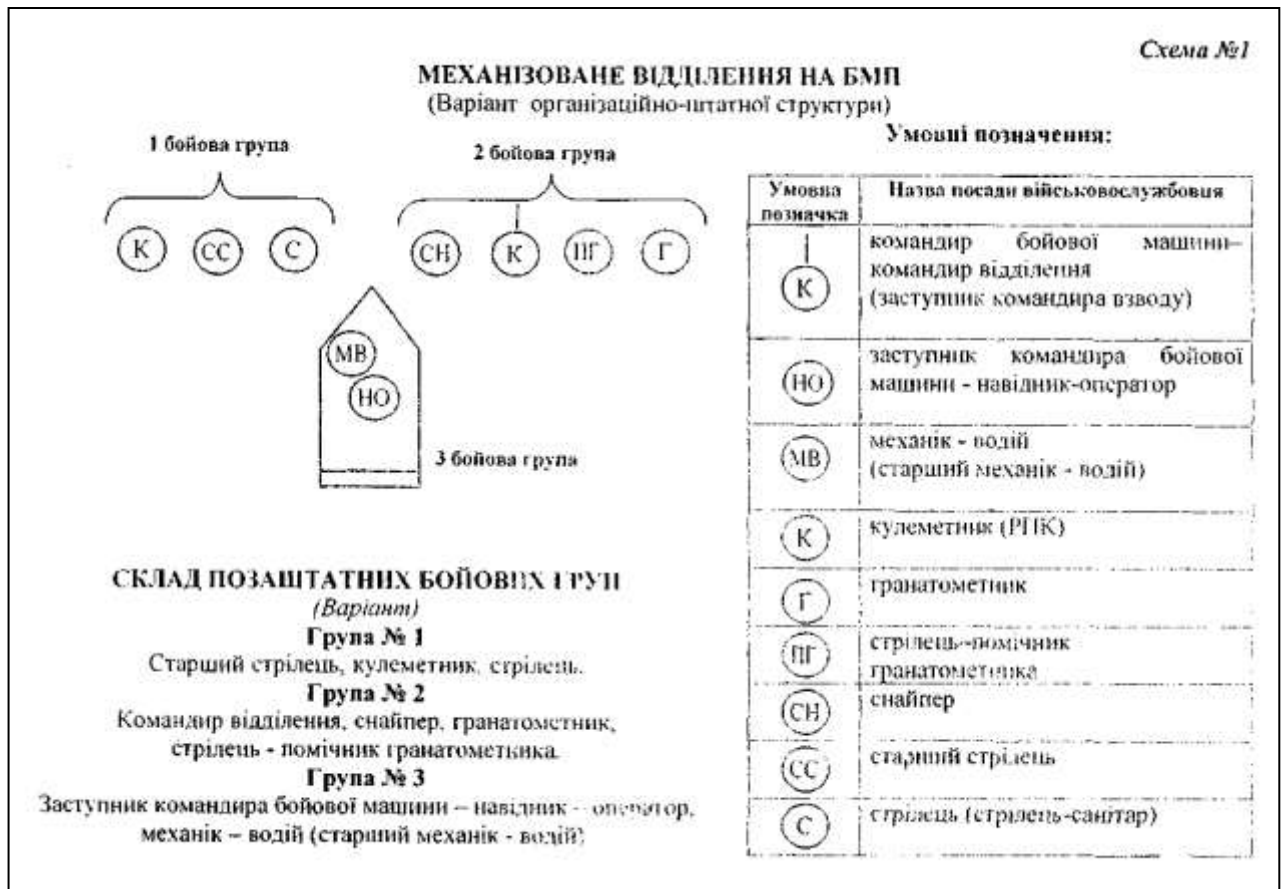 Схема №1
МЕХАНІЗОВАНЕ ВІДДІЛЕННЯ НА БМП
(Варіант організаційно-штатної структури)
1 бойова група
2 бойова група
К СС С
СН К ПГ Г
МВ
НО
3 бойова група
СКЛАД ПОЗАШТАТНИХ БОЙОВИХ ГРУП
(Варіант)
Група № 1
Старший стрілець, кулеметник, стрілець.
Група № 2
Командир відділення, снайпер, гранатометник,
стрілець - помічник гранатометника.
Група № 3
Заступник командира бойової машини – навідник - оператор,
механік – водій (старший механік - водій)
Умовні позначення:
Умовна
позначка
Назва посади військовослужбовця
К
командир бойової машини–
командир відділення
(заступник командира взводу)
НО
заступник командира бойової
машини - навідник-оператор
МВ
механік - водій
(старший механік - водій)
К
кулеметник (РПК)
Г
гранатометник
ПГ
стрілець–помічник
гранатометника
СН
снайпер
СС
старший стрілець
С
стрілець (стрілець-санітар)